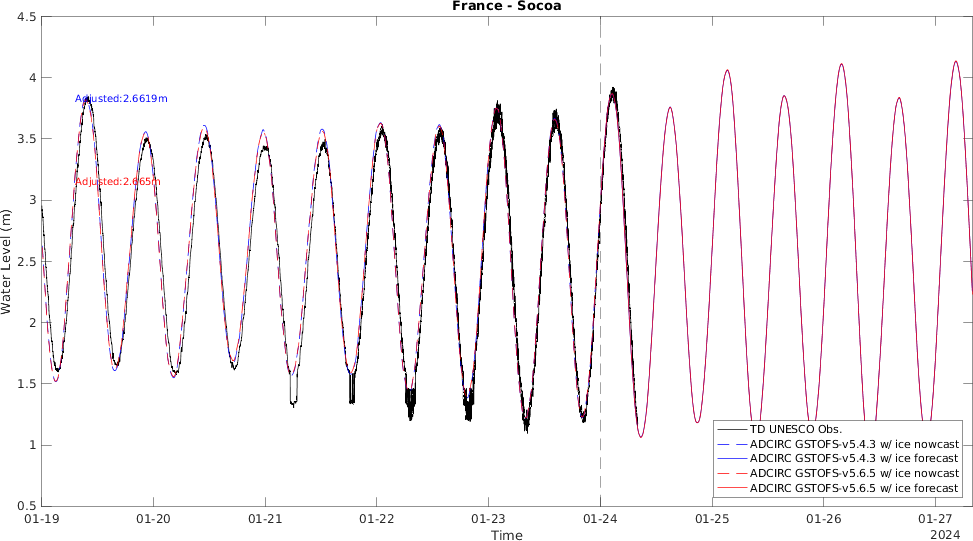 France - Socoa
4.5
4
3.5
3
2.5
2
1.5
1
0.5
Water Level (m)
Adjusted:2.6619m
Adjusted:2.665m
TD UNESCO Obs.
ADCIRC GSTOFS-v5.4.3 w/ ice nowcast
ADCIRC GSTOFS-v5.4.3 w/ ice forecast
ADCIRC GSTOFS-v5.6.5 w/ ice nowcast
ADCIRC GSTOFS-v5.6.5 w/ ice forecast
01-19 01-20 01-21 01-22 01-23 01-24 01-25 01-26 01-27
Time
2024